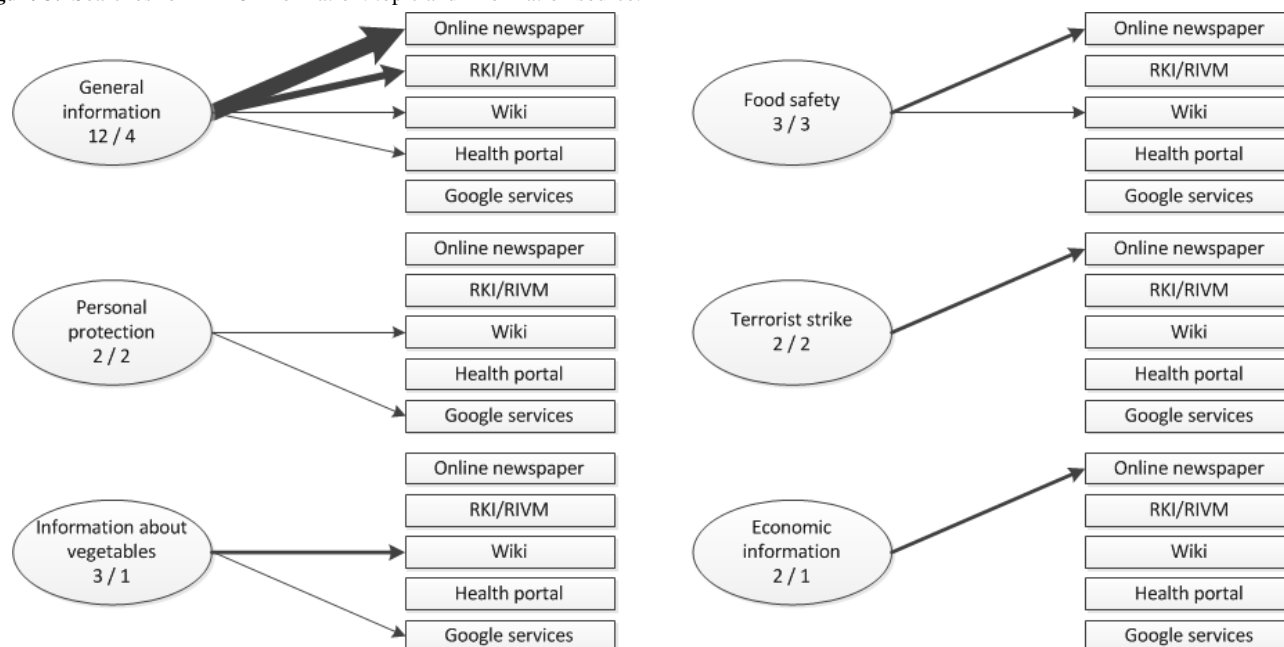 General
information
12 / 4
Online newspaper
RKI/RIVM
Wiki
Health portal
Google services
Food safety
3 / 3
Online newspaper
RKI/RIVM
Wiki
Health portal
Google services
Personal
protection
2 / 2
Online newspaper
RKI/RIVM
Wiki
Health portal
Google services
Terrorist strike
2 / 2
Online newspaper
RKI/RIVM
Wiki
Health portal
Google services
Information about
vegetables
3 / 1
Online newspaper
RKI/RIVM
Wiki
Health portal
Google services
Economic
information
2 / 1
Online newspaper
RKI/RIVM
Wiki
Health portal
Google services